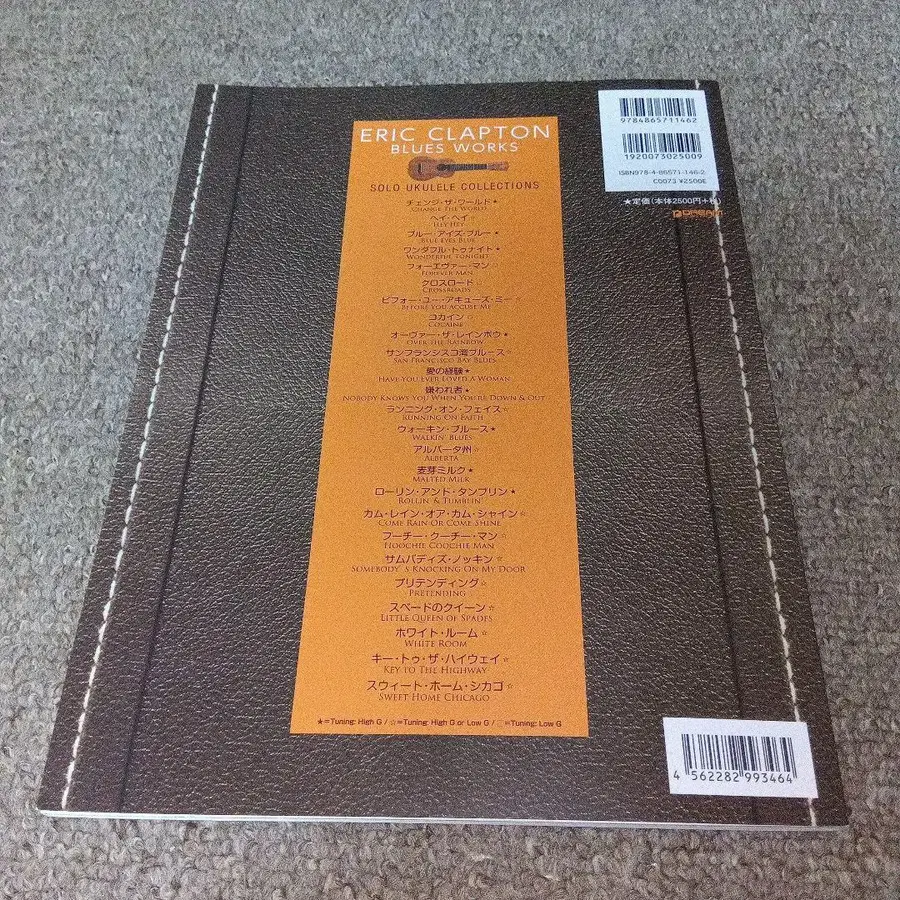 ERIC CLAPTON
BLUES WORKS
SOLO UKULELE COLLECTIONS
チェンジ・ザ・ワールド★
CHANGE THE WORLD
ヘイ・ヘイ☆
HEY HEY
ブルー・アイズ・ブルー★
BLUE EYES BLUE
ワンダフル・トゥナイト★
WONDERFUL TONIGHT
フォーエヴァー・マン
FOREVER MAN
クロスロード
CROSSROADS
ビフォー・ユー・アキューズ・ミー☆
BEFORE YOU ACCUSE ME
コカイン☆
COCAINE
オーヴァー・ザ・レインボウ★
OVER THE RAINBOW
サンフランシスコ湾ブルース☆
SAN FRANCISCO BAY BLUES
愛の経験★
HAVE YOU EVER LOVED A WOMAN
嫌われ者★
NOBODY KNOWS YOU WHEN YOU'RE DOWN & OUT
ランニング・オン・フェイス☆
RUNNING ON FAITH
ウォーキン・ブルース★
WALKIN' BLUES
アルバータ州☆
ALBERTA
麦芽ミルク★
MALTED MILK
ローリン・アンド・タンブリン★
ROLLIN' & TUMBLIN'
カム・レイン・オア・カム・シャイン☆
COME RAIN OR COME SHINE
フーチー・クーチー・マン☆
HOOCHIE COOCHIE MAN
サムバディズ・ノッキン☆
SOMEBODY'S KNOCKING ON MY DOOR
プリテンディング☆
PRETENDING
スペードのクイーン☆
LITTLE QUEEN OF SPADES
ホワイト・ルーム☆
WHITE ROOM
キー・トゥ・ザ・ハイウェイ☆
KEY TO THE HIGHWAY
スウィート・ホーム・シカゴ☆
SWEET HOME CHICAGO
★=Tuning: High G / ☆=Tuning: High G or Low G / =Tuning: Low G
9784865711462
1920073025009
ISBN978-4-86571-146-2
C0073 ¥2500E
★定価(本体2500円+税)
DREAM
4 562282 993464